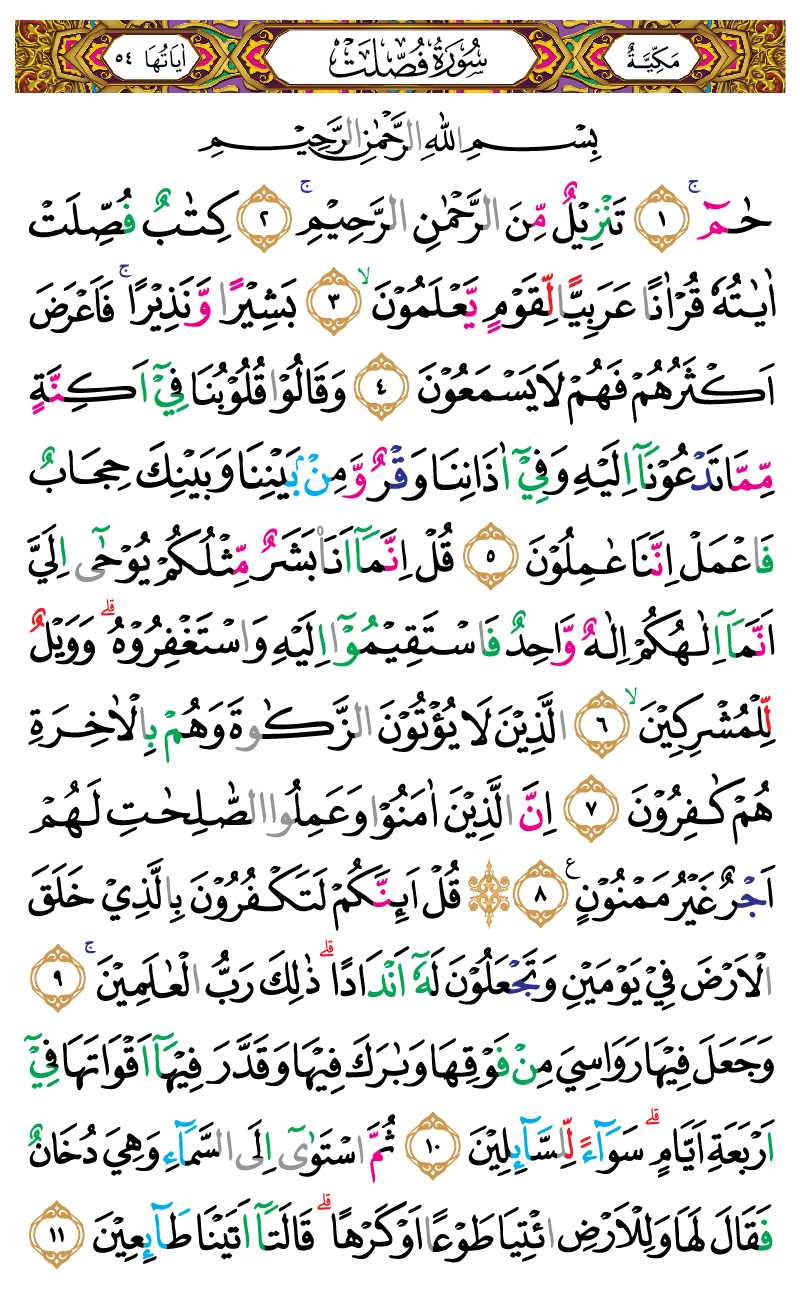 مَكِّيَّةٌ سُوْرَةُ فُصِّلَتْ اٰيَاتُهَا ٥٤
بِسْمِ اللّٰهِ الرَّحْمٰنِ الرَّحِيْمِ
حٰمٓ ۚ ١ تَنْزِيْلٌ مِّنَ الرَّحْمٰنِ الرَّحِيْمِ ۚ ٢ كِتٰبٌ فُصِّلَتْ
اٰيٰتُهٗ قُرْاٰنًا عَرَبِيًّا لِّقَوْمٍ يَّعْلَمُوْنَ ۙ ٣ بَشِيْرًا وَّنَذِيْرًا ۚ فَاَعْرَضَ
اَكْثَرُهُمْ فَهُمْ لَا يَسْمَعُوْنَ ٤ وَقَالُوْا قُلُوْبُنَا فِيْٓ اَكِنَّةٍ
مِّمَّا تَدْعُوْنَآ اِلَيْهِ وَفِيْٓ اٰذَانِنَا وَقْرٌ وَّمِنْۢ بَيْنِنَا وَبَيْنِكَ حِجَابٌ
فَاعْمَلْ اِنَّنَا عٰمِلُوْنَ ٥ قُلْ اِنَّمَآ اَنَا۠ بَشَرٌ مِّثْلُكُمْ يُوْحٰىٓ اِلَيَّ
اَنَّمَآ اِلٰهُكُمْ اِلٰهٌ وَّاحِدٌ فَاسْتَقِيْمُوْٓا اِلَيْهِ وَاسْتَغْفِرُوْهُ ۗ وَوَيْلٌ
لِّلْمُشْرِكِيْنَ ۙ ٦ الَّذِيْنَ لَا يُؤْتُوْنَ الزَّكٰوةَ وَهُمْ بِالْاٰخِرَةِ
هُمْ كٰفِرُوْنَ ٧ اِنَّ الَّذِيْنَ اٰمَنُوْا وَعَمِلُوا الصّٰلِحٰتِ لَهُمْ
اَجْرٌ غَيْرُ مَمْنُوْنٍ ࣖ ٨ ۞ قُلْ اَىِٕنَّكُمْ لَتَكْفُرُوْنَ بِالَّذِيْ خَلَقَ
الْاَرْضَ فِيْ يَوْمَيْنِ وَتَجْعَلُوْنَ لَهٗٓ اَنْدَادًا ۗ ذٰلِكَ رَبُّ الْعٰلَمِيْنَ ۚ ٩
وَجَعَلَ فِيْهَا رَوَاسِيَ مِنْ فَوْقِهَا وَبٰرَكَ فِيْهَا وَقَدَّرَ فِيْهَآ اَقْوَاتَهَا فِيْٓ
اَرْبَعَةِ اَيَّامٍ ۗ سَوَاۤءً لِّلسَّاۤىِٕلِيْنَ ١٠ ثُمَّ اسْتَوٰىٓ اِلَى السَّمَاۤءِ وَهِيَ دُخَانٌ
فَقَالَ لَهَا وَلِلْاَرْضِ ائْتِيَا طَوْعًا اَوْ كَرْهًا ۗ قَالَتَآ اَتَيْنَا طَاۤىِٕعِيْنَ ١١